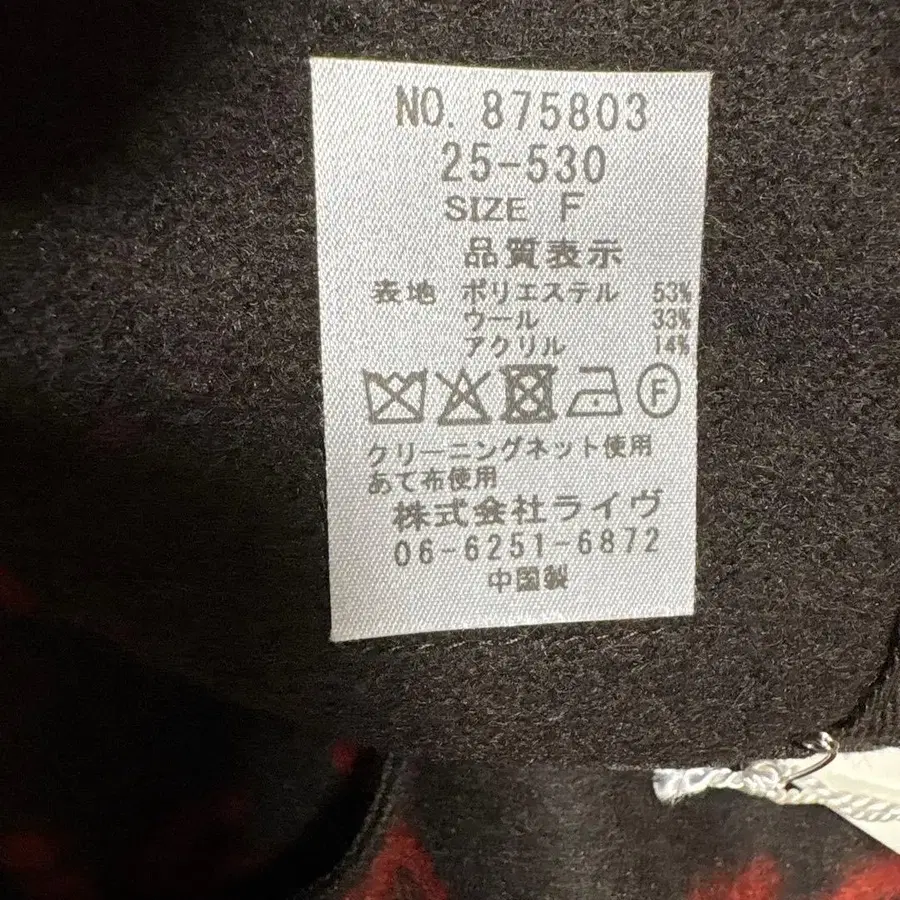 NO. 875803
25-530
SIZE F
品質表示
表地 ポリエステル 53%
ウール 33%
アクリル 14%
F
クリーニングネット使用
あて布使用
株式会社ライヴ
06-6251-6872
中国製